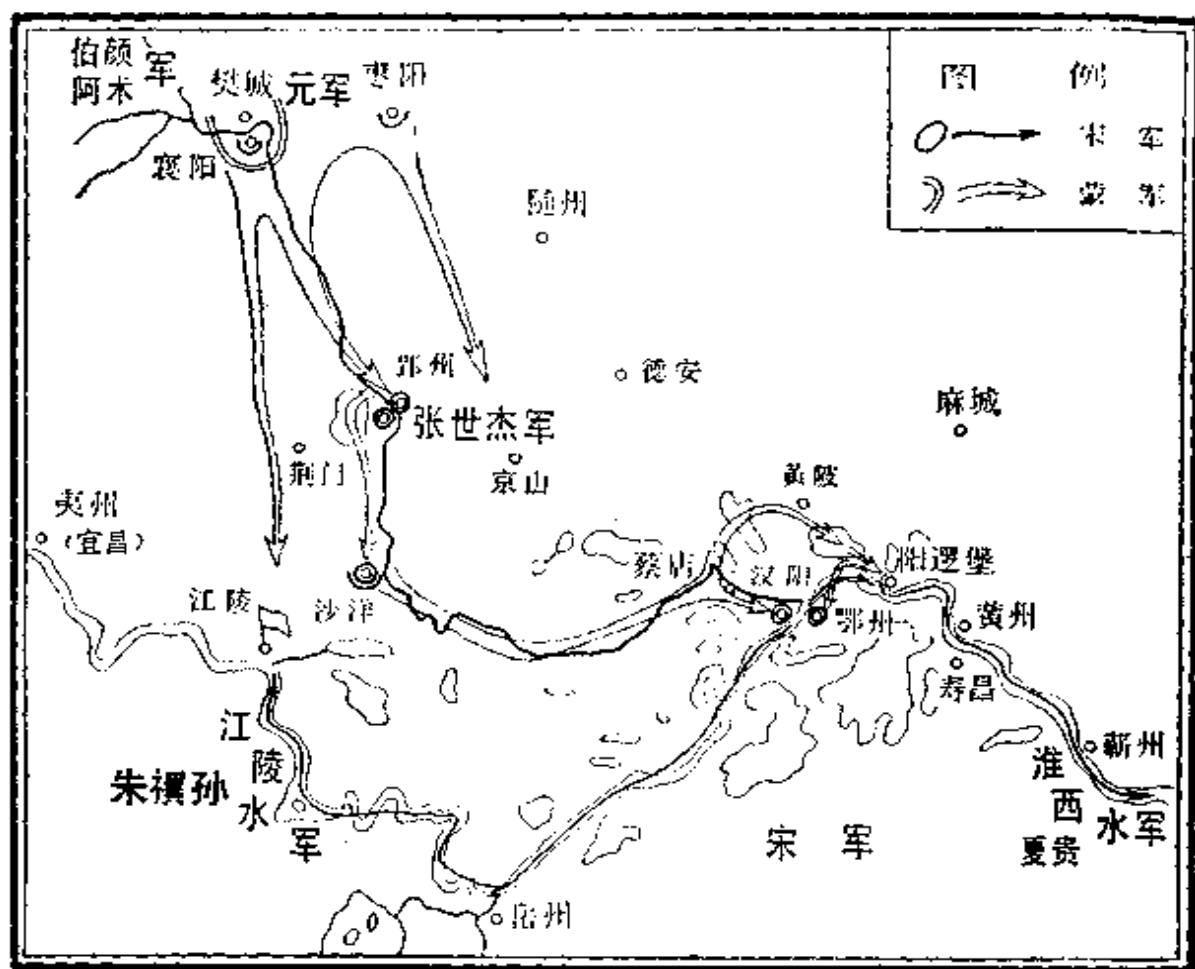 伯颜
阿术
军
樊城
元军
枣阳
襄阳
图 例
宋 军
蒙 军
随州
郢州
张世杰军
德安
麻城
荆门
京山
黄陂
夷州
(宜昌)
蔡店
汉阳
阳逻堡
江陵
沙洋
鄂州
黄州
寿昌
江陵水军
朱禩孙
蕲州
淮西水军
夏贵
宋 军
岳州